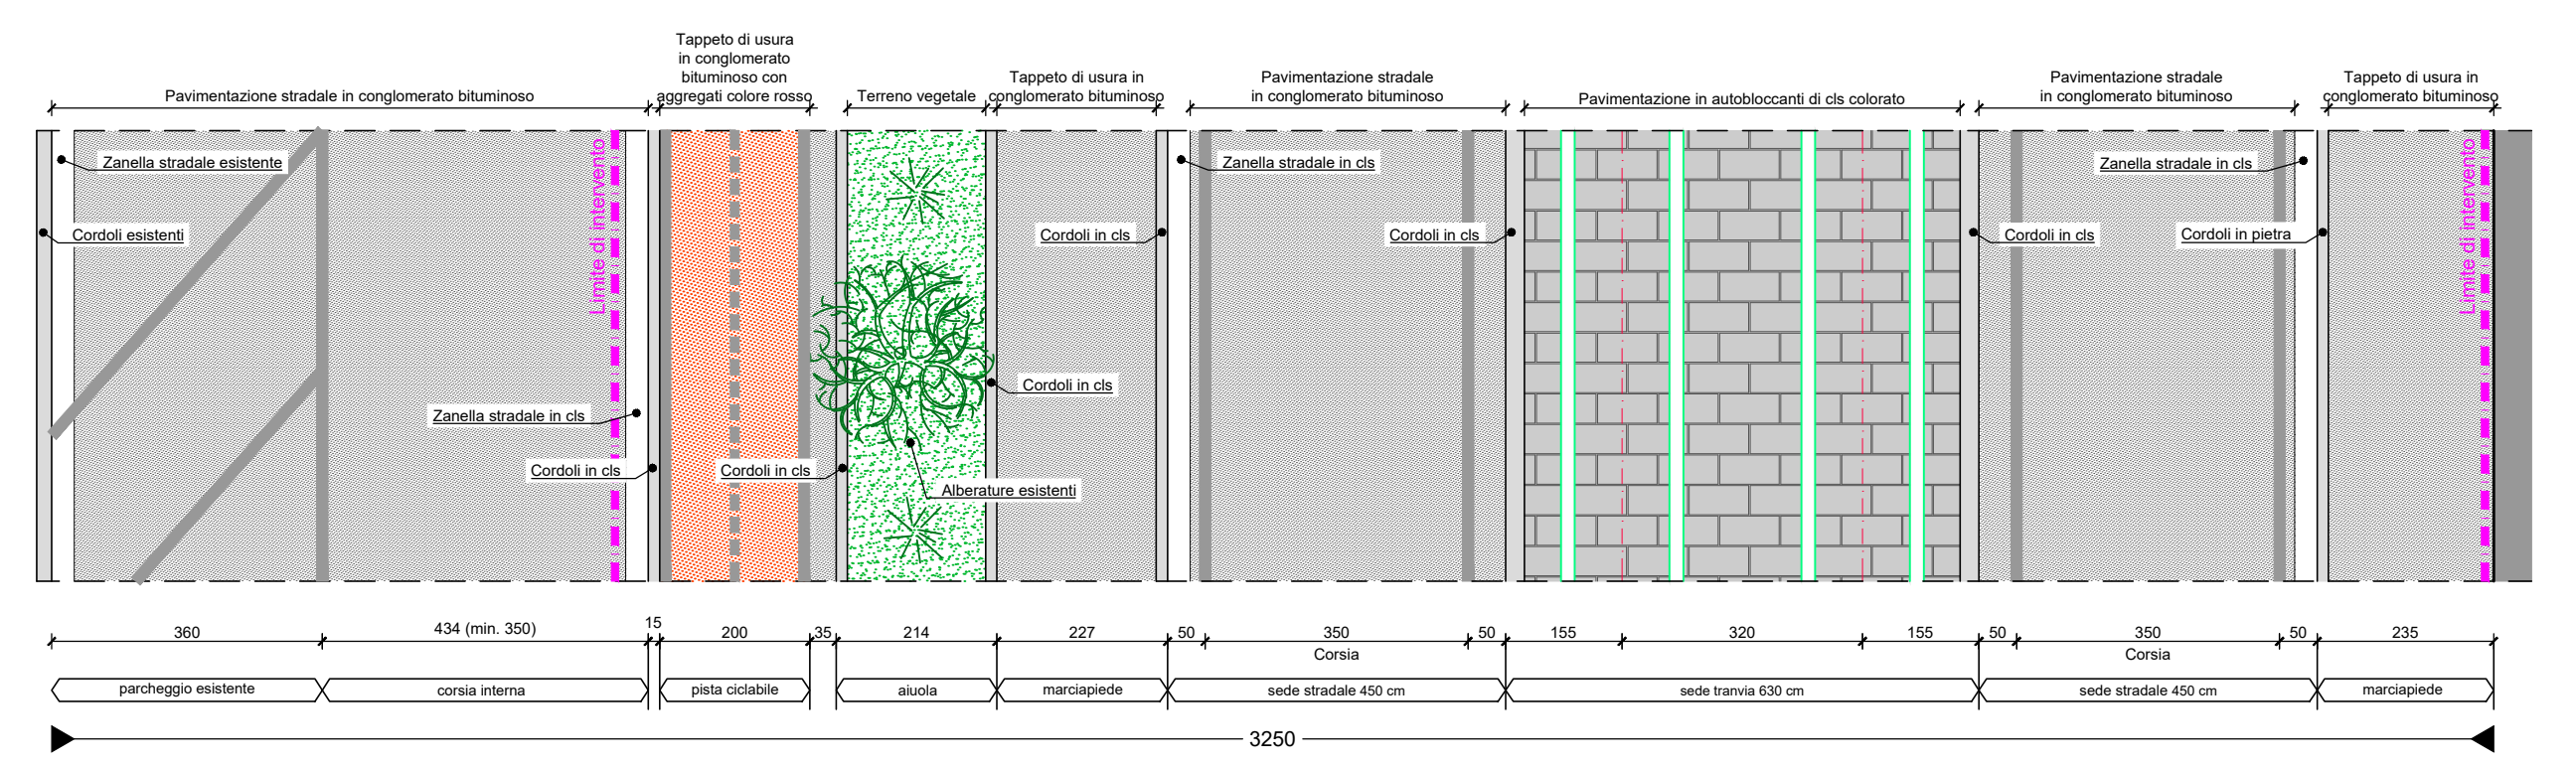 Tappeto di usura
in conglomerato
bituminoso con
aggregati colore rosso
Pavimentazione stradale in conglomerato bituminoso
Terreno vegetale
Tappeto di usura in
conglomerato bituminoso
Pavimentazione stradale
in conglomerato bituminoso
Pavimentazione in autobloccanti di cls colorato
Pavimentazione stradale
in conglomerato bituminoso
Tappeto di usura in
conglomerato bituminoso
Zanella stradale esistente
Limite di intervento
Zanella stradale in cls
Zanella stradale in cls
Limite di intervento
Cordoli esistenti
Cordoli in cls
Cordoli in cls
Cordoli in cls
Cordoli in pietra
Cordoli in cls
Zanella stradale in cls
Cordoli in cls
Cordoli in cls
Alberature esistenti
360
434 (min. 350)
15
200
35
214
227
50
350
50
155
320
155
50
350
50
235
Corsia
Corsia
parcheggio esistente
corsia interna
pista ciclabile
aiuola
marciapiede
sede stradale 450 cm
sede tranvia 630 cm
sede stradale 450 cm
marciapiede
3250